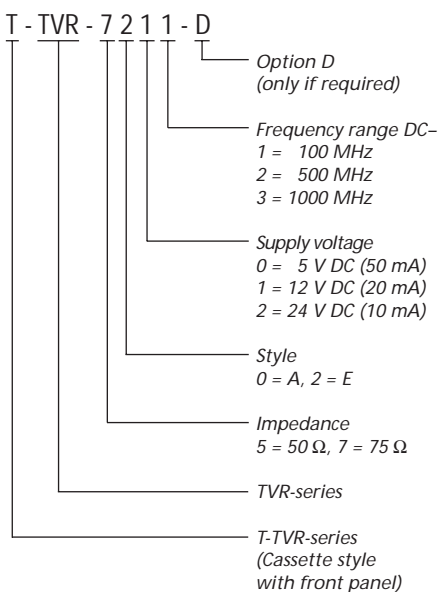 T - TVR - 7 2 1 1 - D
Option D
(only if required)
Frequency range DC–
1 = 100 MHz
2 = 500 MHz
3 = 1000 MHz
Supply voltage
0 = 5 V DC (50 mA)
1 = 12 V DC (20 mA)
2 = 24 V DC (10 mA)
Style
0 = A, 2 = E
Impedance
5 = 50 Ω, 7 = 75 Ω
TVR-series
T-TVR-series
(Cassette style
with front panel)